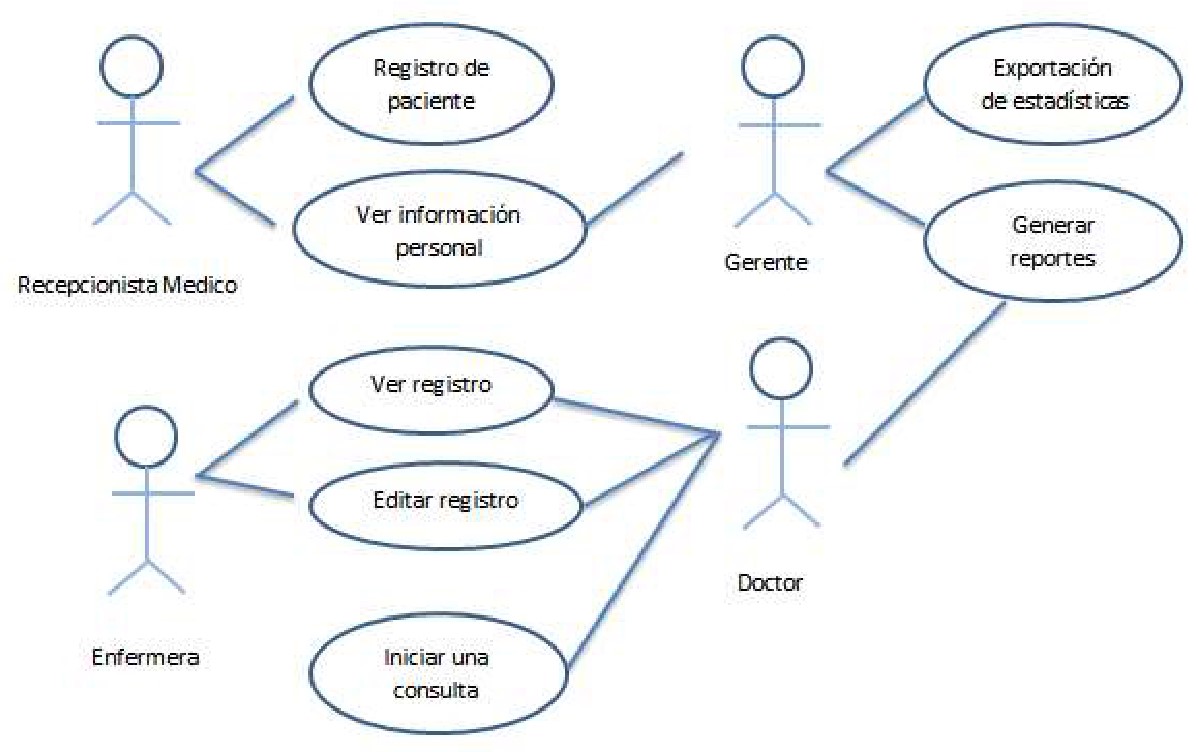 Registro de
paciente
Ver información
personal
Recepcionista Medico
Exportación
de estadísticas
Generar
reportes
Gerente
Ver registro
Editar registro
Iniciar una
consulta
Enfermera
Doctor